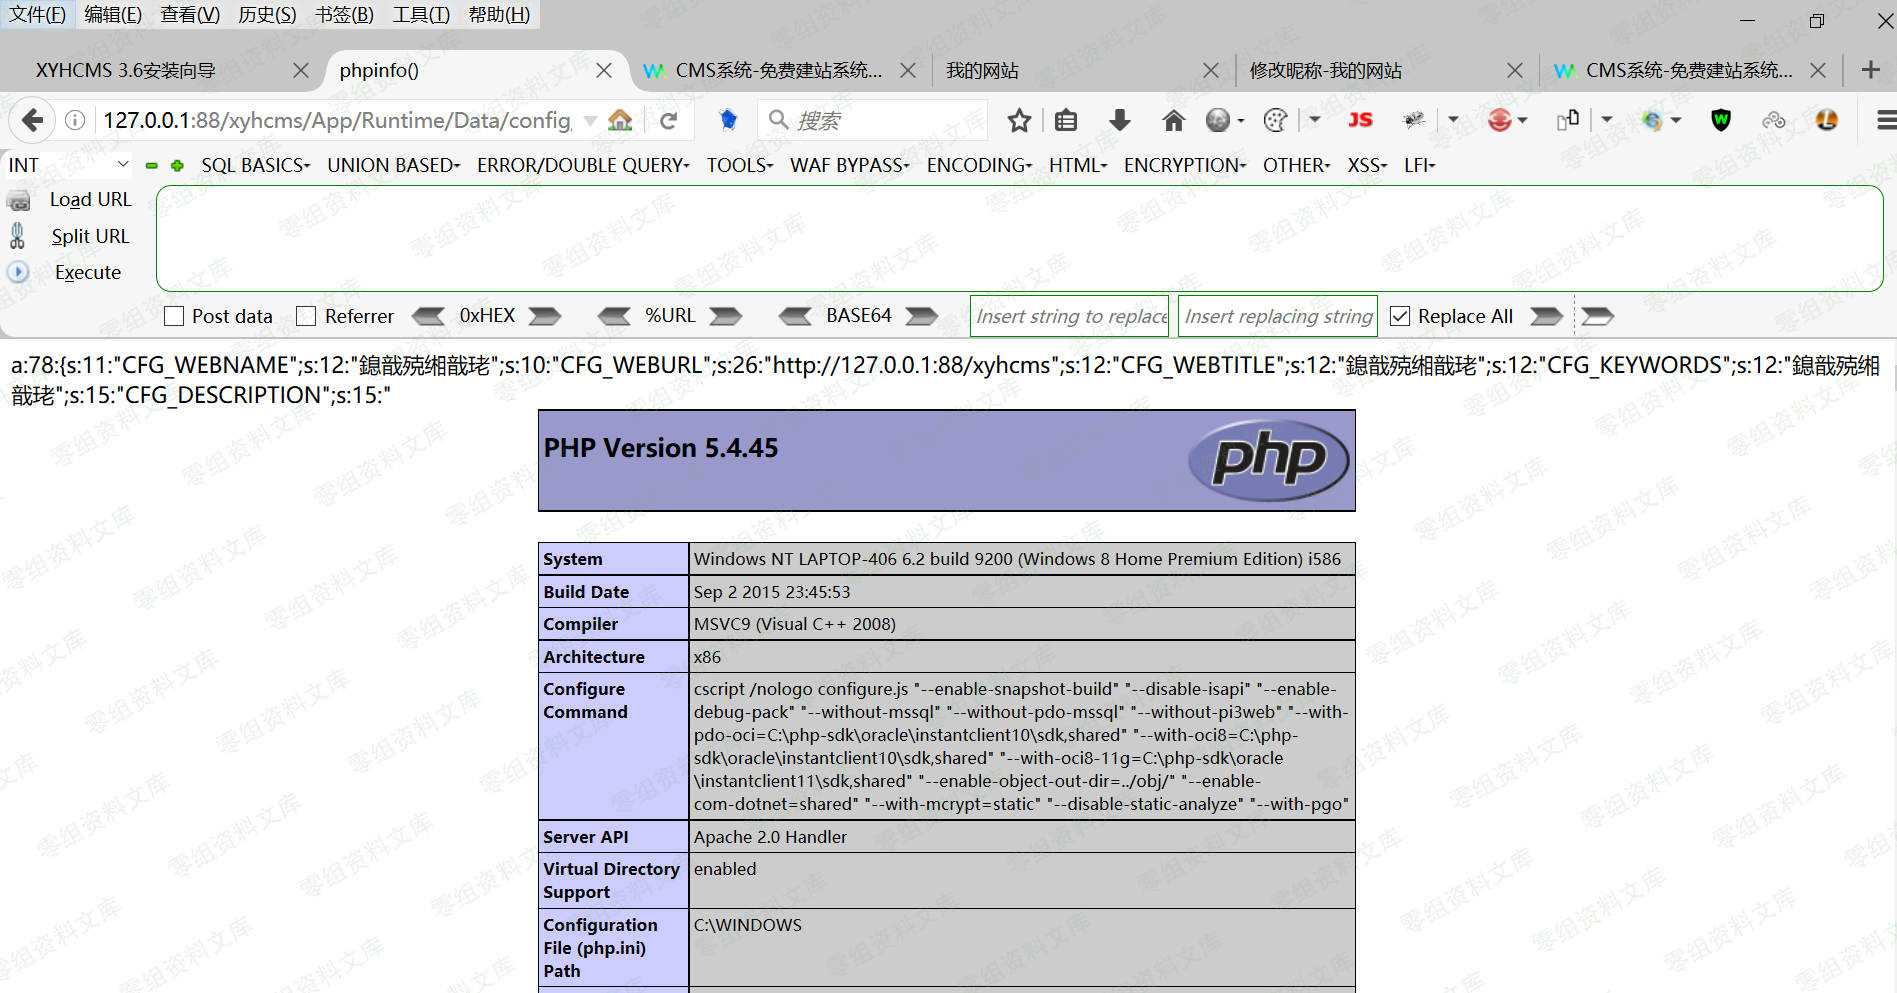 文件(F) 编辑(E) 查看(V) 历史(S) 书签(B) 工具(T) 帮助(H)
XYHCMS 3.6安装向导 phpinfo() CMS系统-免费建站系统... 我的网站 修改昵称-我的网站 CMS系统-免费建站系统...
127.0.0.1:88/xyhcms/App/Runtime/Data/config, 搜索 JS
INT SQL BASICS UNION BASED ERROR/DOUBLE QUERY TOOLS WAF BYPASS ENCODING HTML ENCRYPTION OTHER XSS LFI
Load URL
Split URL
Execute
Post data Referrer 0xHEX %URL BASE64 Insert string to replace Insert replacing string Replace All
a:78:{s:11:"CFG_WEBNAME";s:12:"鎴戠殑缃戠珯";s:10:"CFG_WEBURL";s:26:"http://127.0.0.1:88/xyhcms";s:12:"CFG_WEBTITLE";s:12:"鎴戠殑缃戠珯";s:12:"CFG_KEYWORDS";s:12:"鎴戠殑缃
戠珯";s:15:"CFG_DESCRIPTION";s:15:"
PHP Version 5.4.45
php
System Windows NT LAPTOP-406 6.2 build 9200 (Windows 8 Home Premium Edition) i586
Build Date Sep 2 2015 23:45:53
Compiler MSVC9 (Visual C++ 2008)
Architecture x86
Configure Command cscript /nologo configure.js "--enable-snapshot-build" "--disable-isapi" "--enable-
debug-pack" "--without-mssql" "--without-pdo-mssql" "--without-pi3web" "--with-
pdo-oci=C:\php-sdk\oracle\instantclient10\sdk,shared" "--with-oci8=C:\php-
sdk\oracle\instantclient10\sdk,shared" "--with-oci8-11g=C:\php-sdk\oracle
\instantclient11\sdk,shared" "--enable-object-out-dir=../obj/" "--enable-
com-dotnet=shared" "--with-mcrypt=static" "--disable-static-analyze" "--with-pgo"
Server API Apache 2.0 Handler
Virtual Directory Support enabled
Configuration File (php.ini) Path C:\WINDOWS
零组资料文库